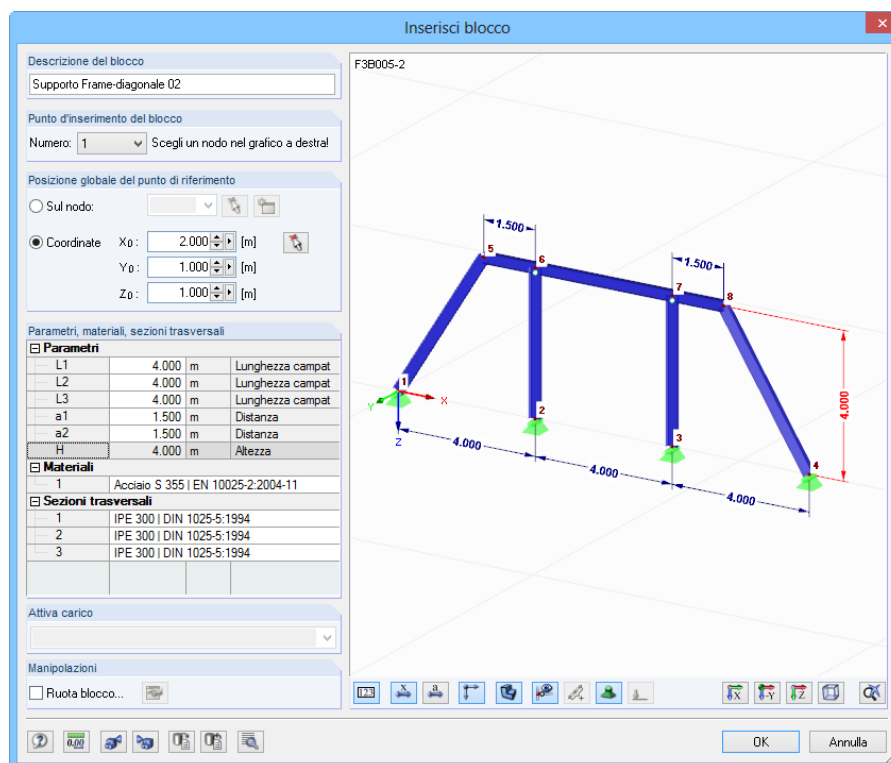 Inserisci blocco
Descrizione del blocco
Supporto Frame-diagonale 02
Punto d'inserimento del blocco
Numero: 1 Scegli un nodo nel grafico a destra!
Posizione globale del punto di riferimento
Sul nodo:
Coordinate X0: 2.000 [m]
Y0: 1.000 [m]
Z0: 1.000 [m]
Parametri, materiali, sezioni trasversali
Parametri
L1 4.000 m Lunghezza campat
L2 4.000 m Lunghezza campat
L3 4.000 m Lunghezza campat
a1 1.500 m Distanza
a2 1.500 m Distanza
H 4.000 m Altezza
Materiali
1 Acciaio S 355 | EN 10025-2:2004-11
Sezioni trasversali
1 IPE 300 | DIN 1025-5:1994
2 IPE 300 | DIN 1025-5:1994
3 IPE 300 | DIN 1025-5:1994
Attiva carico
Manipolazioni
Ruota blocco...
F3B005-2
1.500
5
6
1.500
7
8
1
X
Y
Z
2
3
4
4.000
4.000
4.000
4.000
123
x
a
X
-Y
Z
0.00
OK
Annulla